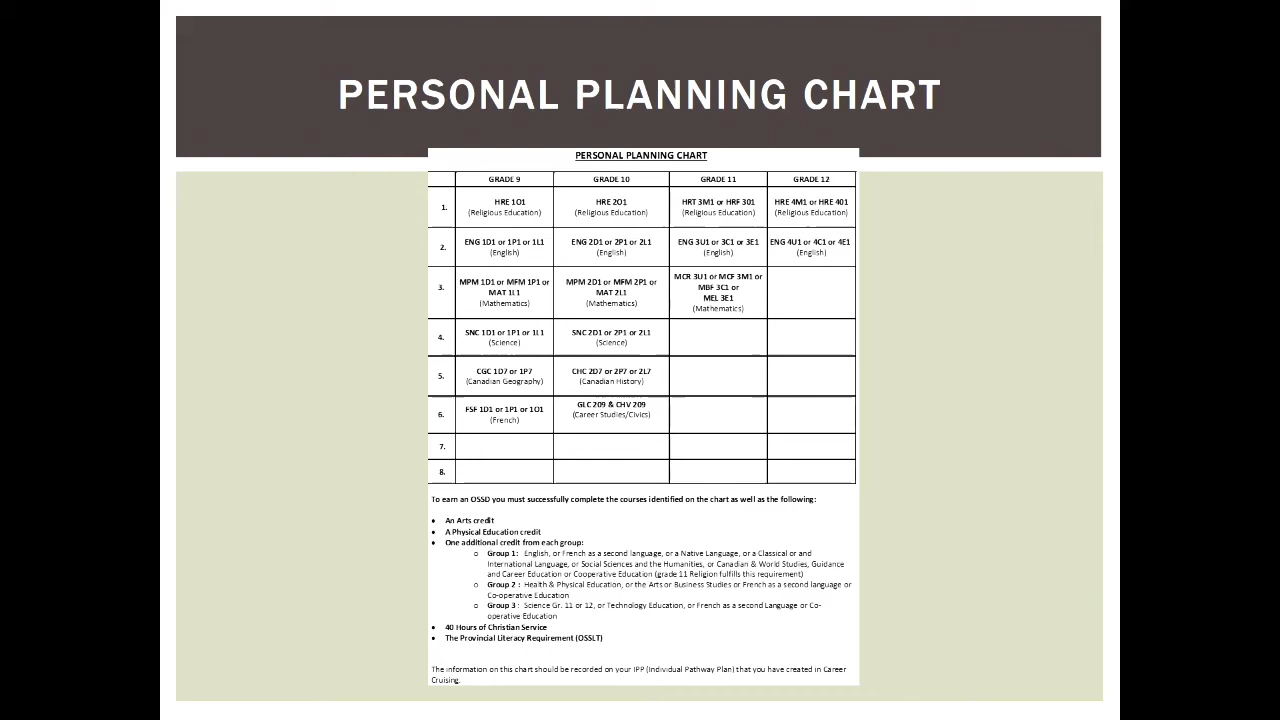 PERSONAL PLANNING CHART
PERSONAL PLANNING CHART
GRADE 9 GRADE 10 GRADE 11 GRADE 12
1. HRE 1O1 HRE 2O1 HRT 3M1 or HRF 301 HRE 4M1 or HRE 401
(Religious Education) (Religious Education) (Religious Education) (Religious Education)
2. ENG 1D1 or 1P1 or 1L1 ENG 2D1 or 2P1 or 2L1 ENG 3U1 or 3C1 or 3E1 ENG 4U1 or 4C1 or 4E1
(English) (English) (English) (English)
3. MPM 1D1 or MFM 1P1 or MPM 2D1 or MFM 2P1 or MCR 3U1 or MCF 3M1 or
MAT 1L1 MAT 2L1 MBF 3C1 or
MEL 3E1
(Mathematics) (Mathematics) (Mathematics)
4. SNC 1D1 or 1P1 or 1L1 SNC 2D1 or 2P1 or 2L1
(Science) (Science)
5. CGC 1D7 or 1P7 CHC 2D7 or 2P7 or 2L7
(Canadian Geography) (Canadian History)
6. FSF 1D1 or 1P1 or 1O1 GLC 209 & CHV 209
(French) (Career Studies/Civics)
7.
8.
To earn an OSSD you must successfully complete the courses identified on the chart as well as the following:
• An Arts credit
• A Physical Education credit
• One additional credit from each group:
o Group 1: English, or French as a second language, or a Native Language, or a Classical or and
International Language, or Social Sciences and the Humanities, or Canadian & World Studies, Guidance
and Career Education or Cooperative Education (grade 11 Religion fulfills this requirement)
o Group 2 : Health & Physical Education, or the Arts or Business Studies or French as a second language or
Co-operative Education
o Group 3 : Science Gr. 11 or 12, or Technology Education, or French as a second Language or Co-
operative Education
• 40 Hours of Christian Service
• The Provincial Literacy Requirement (OSSLT)
The information on this chart should be recorded on your IPP (Individual Pathway Plan) that you have created in Career
Cruising.